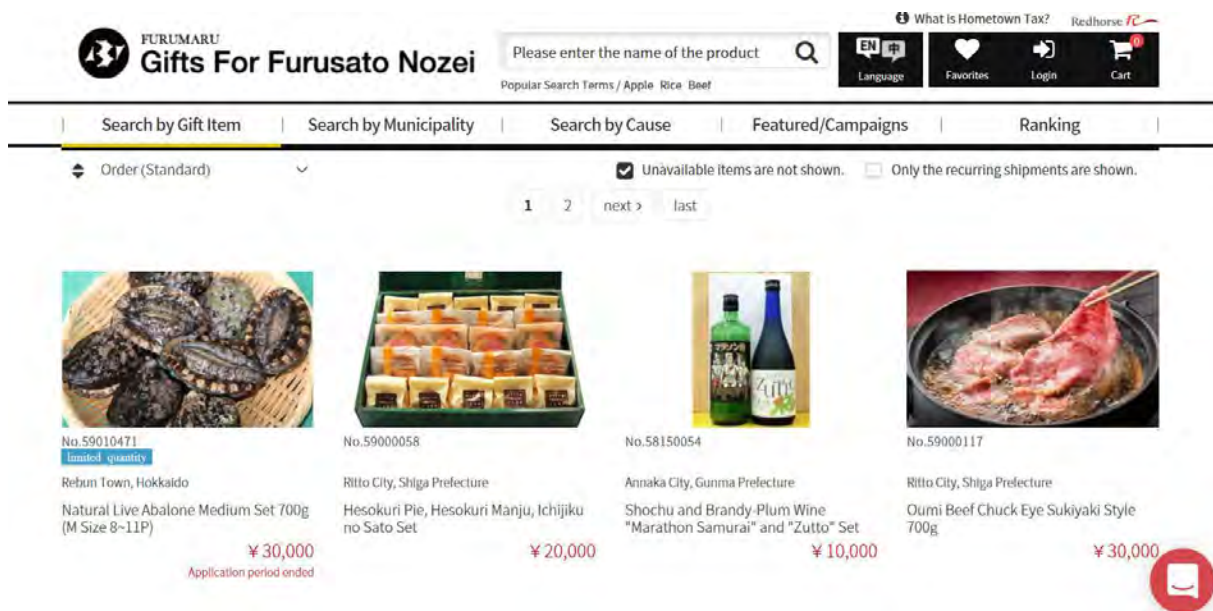 What is Hometown Tax?
Redhorse
FURUMARU
Gifts For Furusato Nozei
Please enter the name of the product
EN 中
Language
Favorites
Login
0
Cart
Popular Search Terms / Apple Rice Beef
Search by Gift Item
Search by Municipality
Search by Cause
Featured/Campaigns
Ranking
Order (Standard)
Unavailable items are not shown.
Only the recurring shipments are shown.
1 2 next › last
No.59010471
limited quantity
Rebun Town, Hokkaido
Natural Live Abalone Medium Set 700g
(M Size 8~11P)
¥30,000
Application period ended
No.59000058
Ritto City, Shiga Prefecture
Hesokuri Pie, Hesokuri Manju, Ichijiku
no Sato Set
¥20,000
Zutto
No.58150054
Annaka City, Gunma Prefecture
Shochu and Brandy-Plum Wine
"Marathon Samurai" and "Zutto" Set
¥10,000
No.59000117
Ritto City, Shiga Prefecture
Oumi Beef Chuck Eye Sukiyaki Style
700g
¥30,000